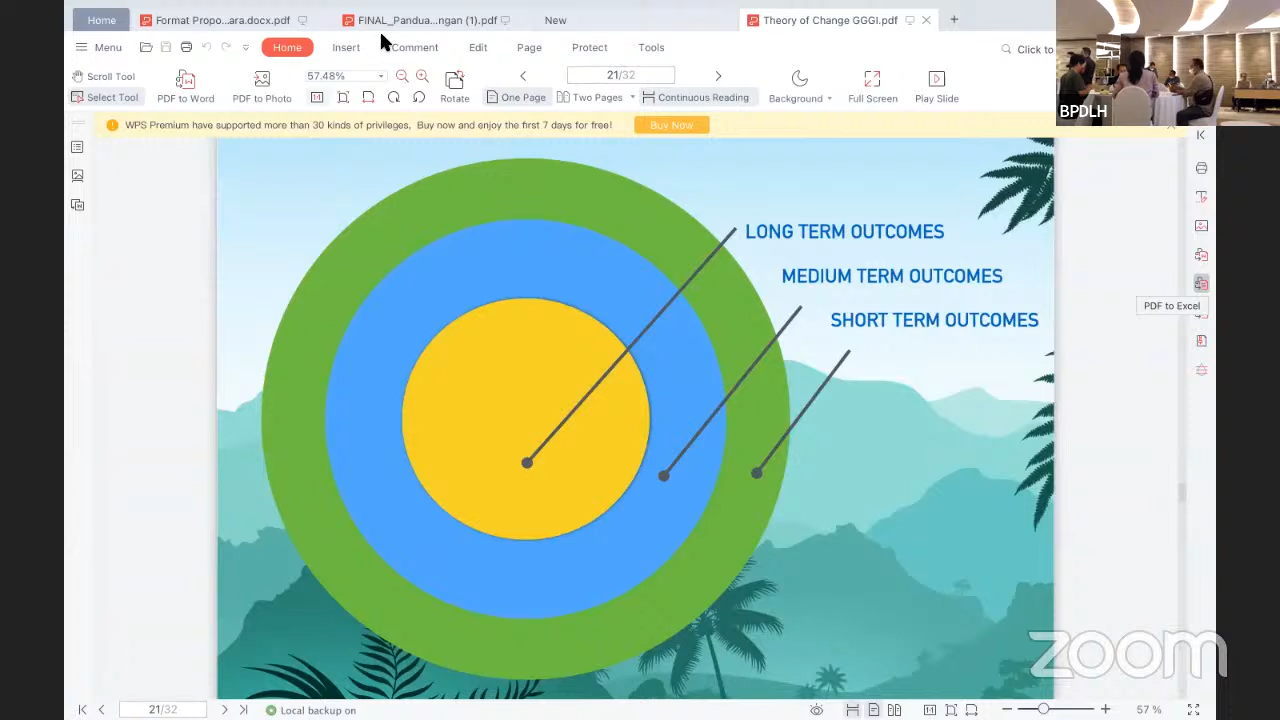 Home
Format Propo...ara.docx.pdf
FINAL_Pandua...ngan (1).pdf
New
Theory of Change GGGI.pdf
Menu
Home
Insert
Comment
Edit
Page
Protect
Tools
Click to
Scroll Tool
Select Tool
PDF to Word
PDF to Photo
57.48%
Rotate
21/32
One Page
Two Pages
Continuous Reading
Background
Full Screen
Play Slide
BPDLH
WPS Premium have supported more than 30 kinds of privileges, Buy now and enjoy the first 7 days for free!
Buy Now
LONG TERM OUTCOMES
MEDIUM TERM OUTCOMES
SHORT TERM OUTCOMES
PDF to Excel
zoom
21/32
Local backup on
57 %